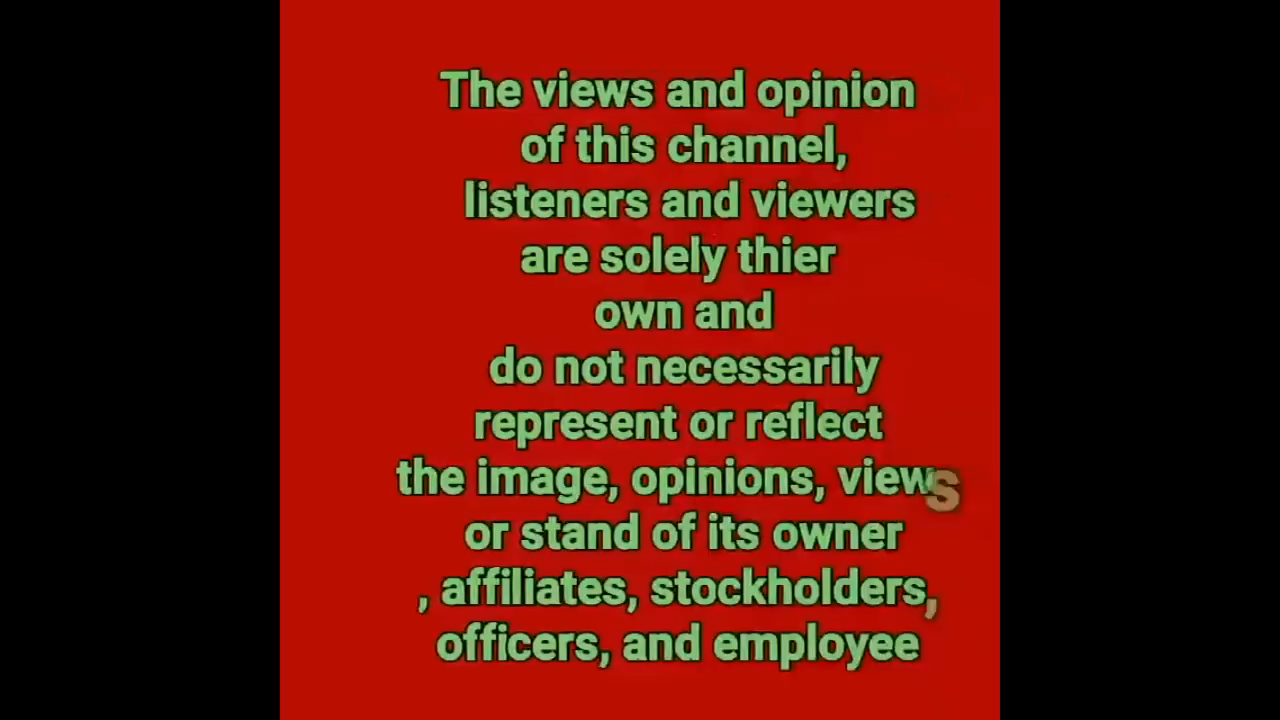 The views and opinion
of this channel,
listeners and viewers
are solely thier
own and
do not necessarily
represent or reflect
the image, opinions, views
or stand of its owner
, affiliates, stockholders,
officers, and employee